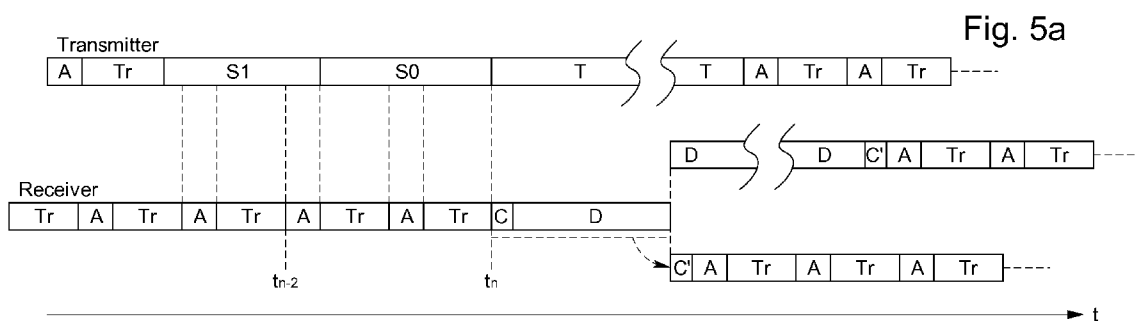 Fig. 5a
Transmitter
A Tr S1 S0 T T A Tr A Tr
D D C' A Tr A Tr
Receiver
Tr A Tr A Tr A Tr A Tr C D
C' A Tr A Tr A Tr
tn-2 tn
t